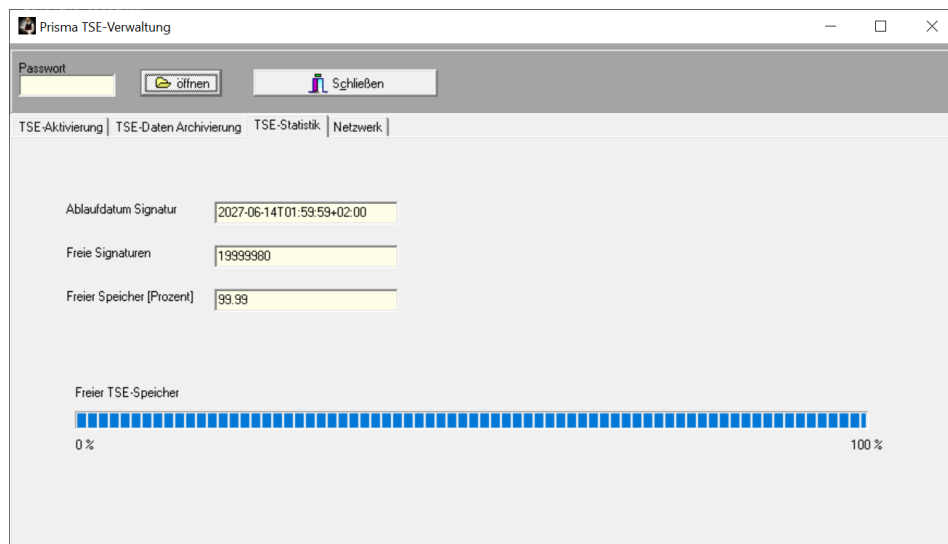 Prisma TSE-Verwaltung
Passwort
öffnen
Schließen
TSE-Aktivierung TSE-Daten Archivierung TSE-Statistik Netzwerk
Ablaufdatum Signatur 2027-06-14T01:59:59+02:00
Freie Signaturen 19999980
Freier Speicher [Prozent] 99.99
Freier TSE-Speicher
0 % 100 %